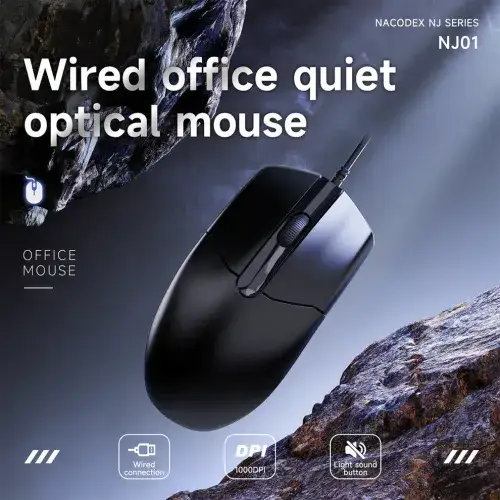 NACODEX NJ SERIES
NJ01
Wired office quiet
optical mouse
OFFICE
MOUSE
Wired
connection
DPI
1000DPI
Light sound
button